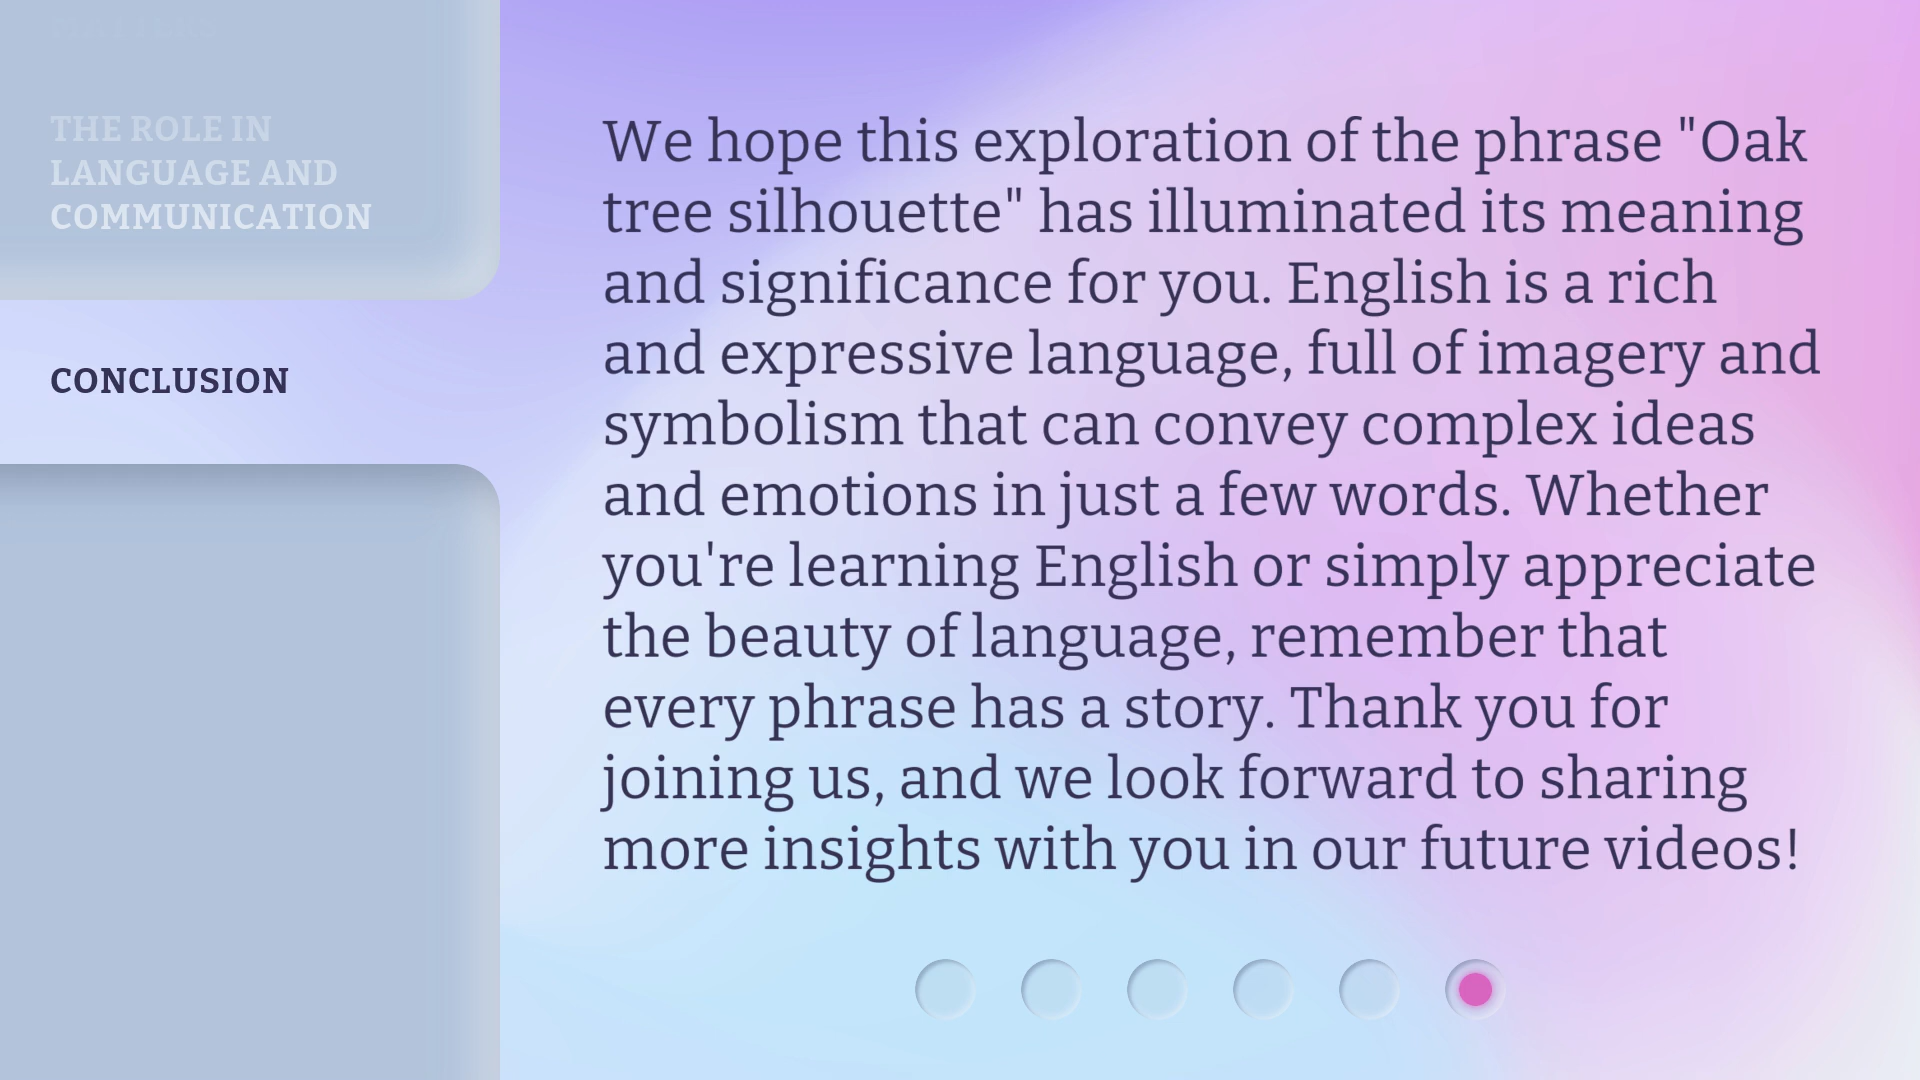 THE ROLE IN
LANGUAGE AND
COMMUNICATION
CONCLUSION
We hope this exploration of the phrase "Oak
tree silhouette" has illuminated its meaning
and significance for you. English is a rich
and expressive language, full of imagery and
symbolism that can convey complex ideas
and emotions in just a few words. Whether
you're learning English or simply appreciate
the beauty of language, remember that
every phrase has a story. Thank you for
joining us, and we look forward to sharing
more insights with you in our future videos!